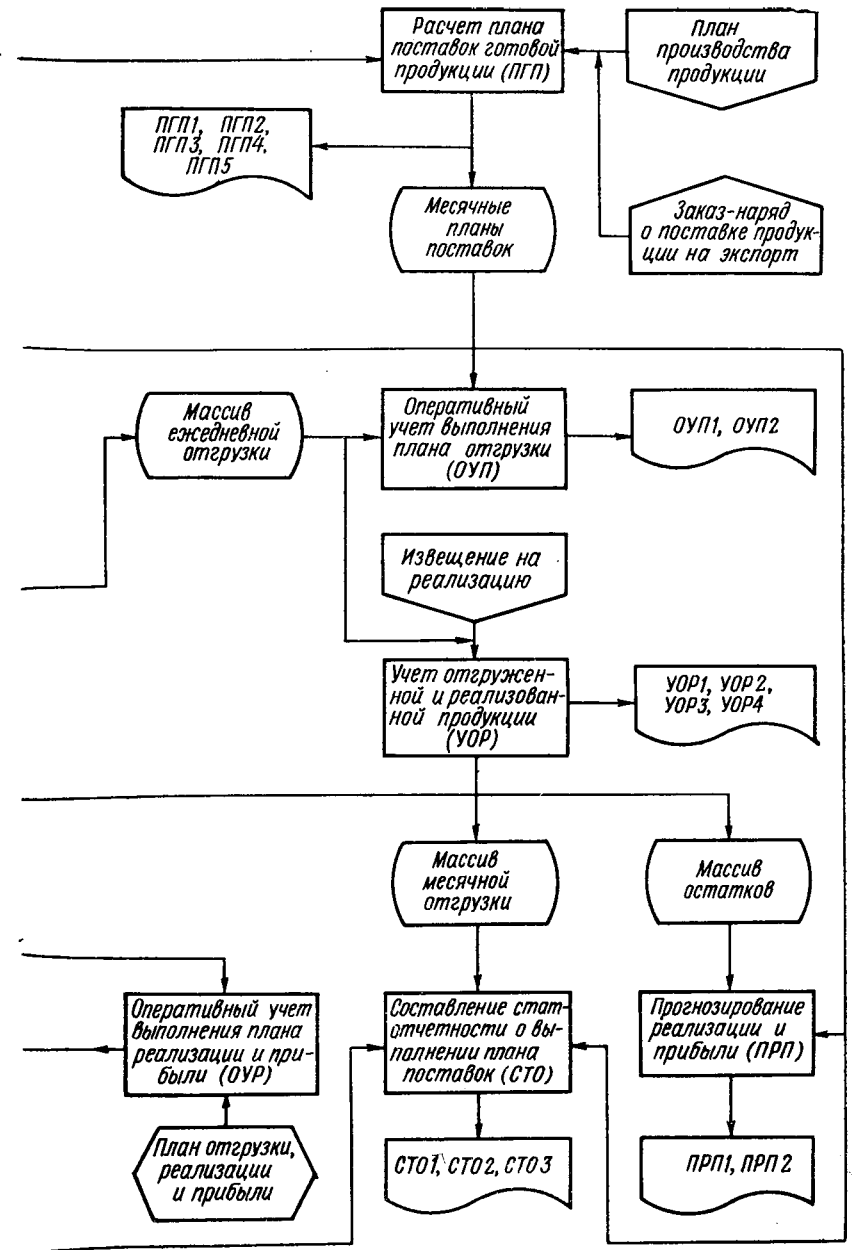 Расчет плана
поставок готовой
продукции (ПГП)
План
производства
продукции
ПГП1, ПГП2,
ПГП3, ПГП4.
ПГП5
Месячные
планы
поставок
Заказ-наряд
о поставке продук-
ции на экспорт
Массив
ежедневной
отгрузки
Оперативный
учет выполнения
плана отгрузки
(ОУП)
ОУП1, ОУП2
Извещение на
реализацию
Учет отгружен-
ной и реализован-
ной продукции
(УОР)
УОР1, УОР2,
УОР3, УОР4
Массив
месячной
отгрузки
Массив
остатков
Оперативный учет
выполнения плана
реализации и при-
были (ОУР)
Составление стат-
отчетности о вы-
полнении плана
поставок (СТО)
Прогнозирование
реализации и
прибыли (ПРП)
План отгрузки,
реализации
и прибыли
СТО1, СТО2, СТО3
ПРП1, ПРП2